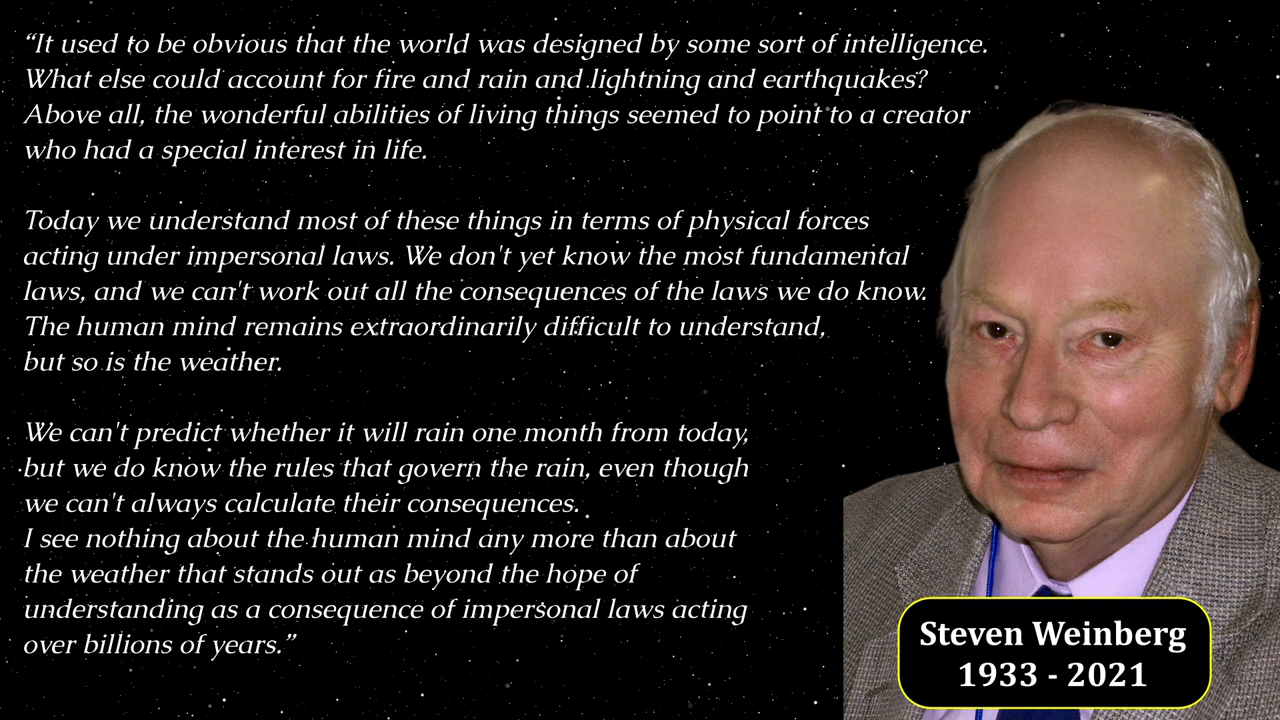 “It used to be obvious that the world was designed by some sort of intelligence.
What else could account for fire and rain and lightning and earthquakes?
Above all, the wonderful abilities of living things seemed to point to a creator
who had a special interest in life.
Today we understand most of these things in terms of physical forces
acting under impersonal laws. We don't yet know the most fundamental
laws, and we can't work out all the consequences of the laws we do know.
The human mind remains extraordinarily difficult to understand,
but so is the weather.
We can't predict whether it will rain one month from today,
but we do know the rules that govern the rain, even though
we can't always calculate their consequences.
I see nothing about the human mind any more than about
the weather that stands out as beyond the hope of
understanding as a consequence of impersonal laws acting
over billions of years.”
Steven Weinberg
1933 - 2021